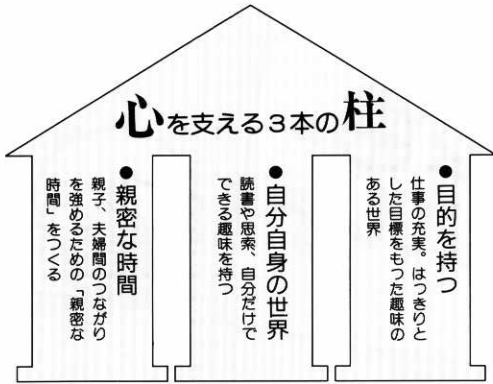 心を支える3本の柱
●目的を持つ
仕事の充実。はっきりと
した目標をもった趣味の
ある世界
●自分自身の世界
読書や思索、自分だけで
できる趣味を持つ
●親密な時間
親子、夫婦間のつながり
を強めるための「親密な
時間」をつくる